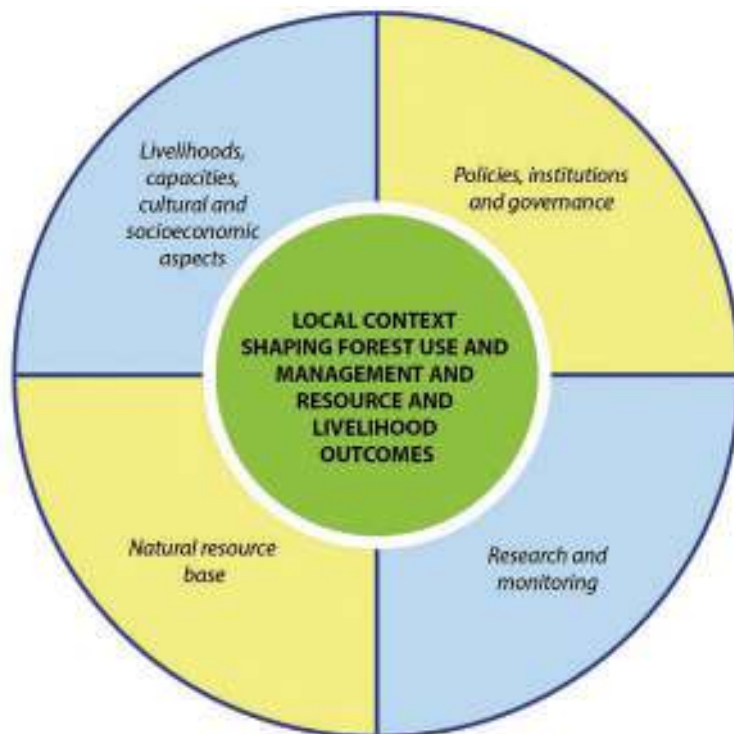 Livelihoods,
capacities,
cultural and
socioeconomic
aspects
Policies, institutions
and governance
LOCAL CONTEXT
SHAPING FOREST USE AND
MANAGEMENT AND
RESOURCE AND
LIVELIHOOD
OUTCOMES
Natural resource
base
Research and
monitoring